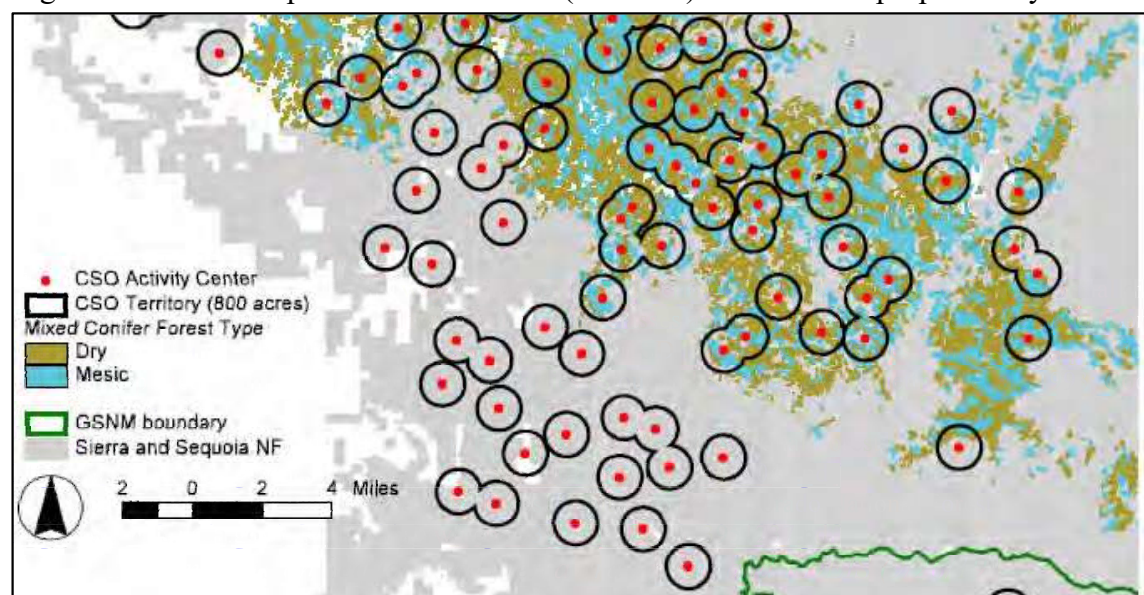 CSO Activity Center
CSO Territory (800 acres)
Mixed Conifer Forest Type
Dry
Mesic
GSNM boundary
Sierra and Sequoia NF
2 0 2 4 Miles